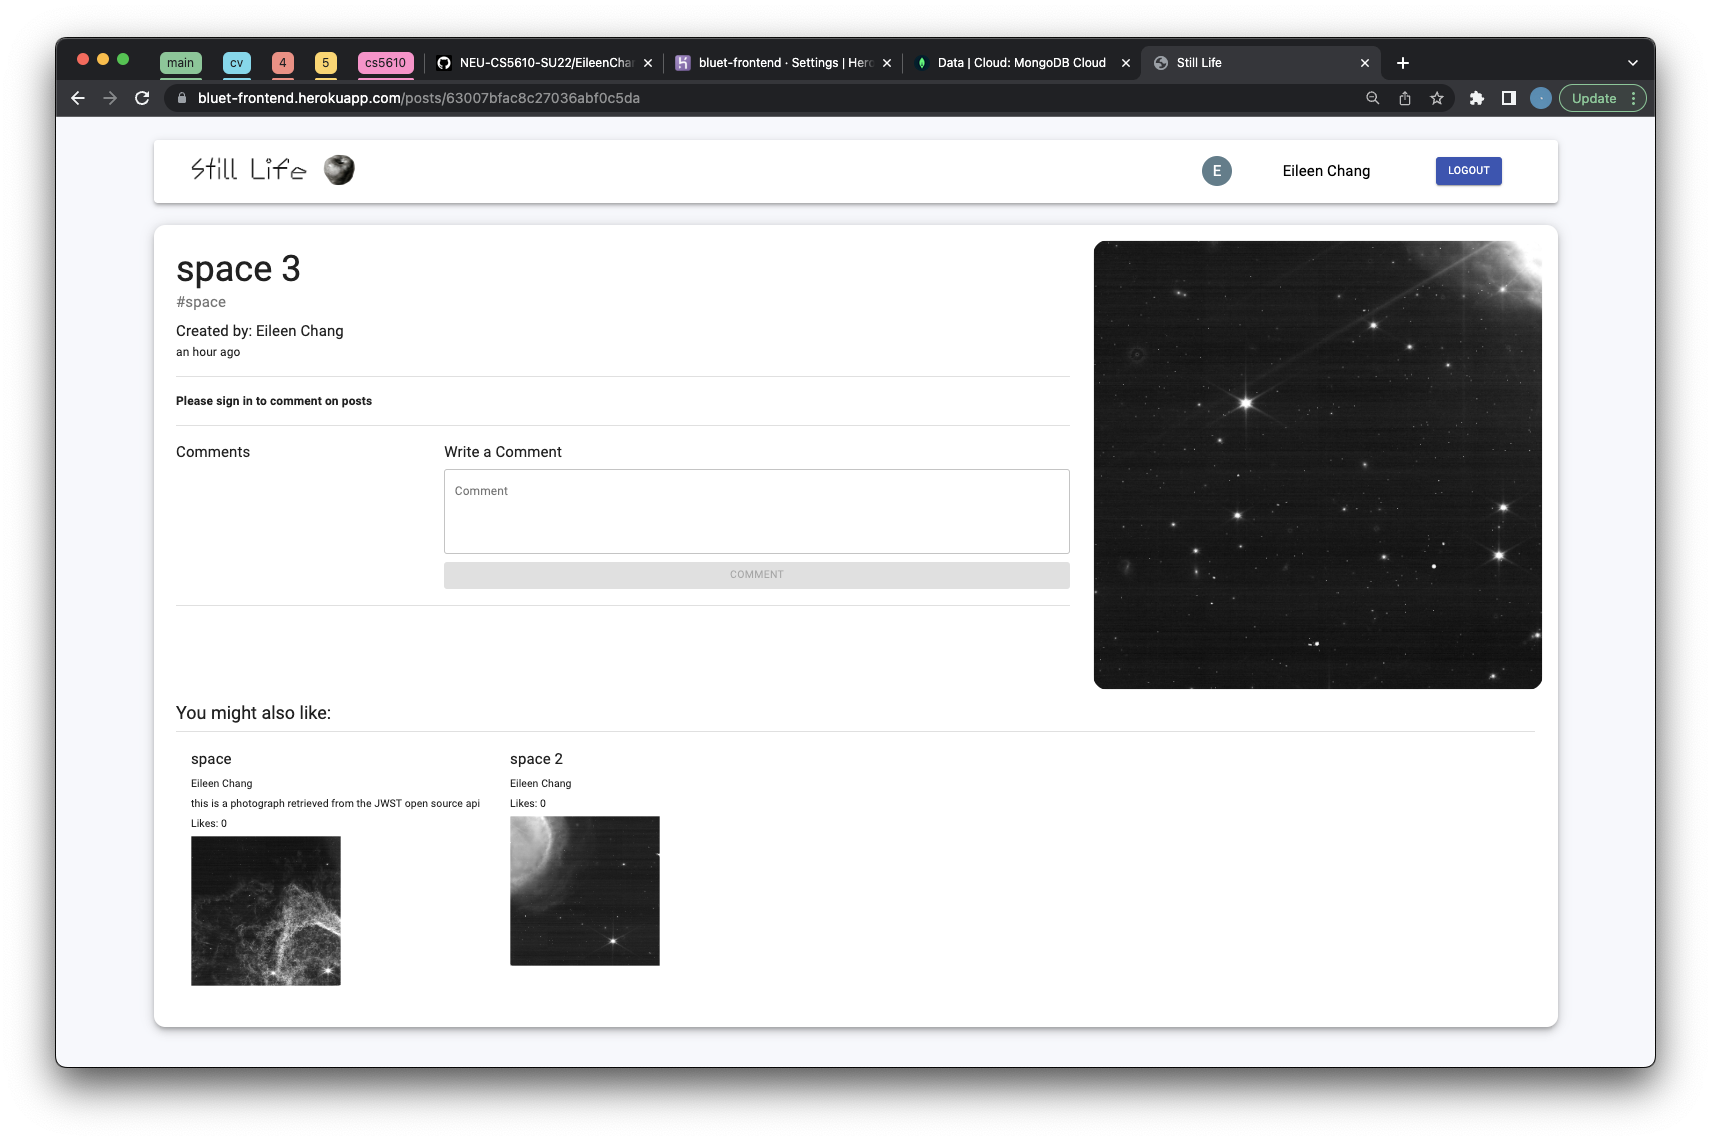 main
cv
4
5
cs5610
NEU-CS5610-SU22/EileenCha
bluet-frontend · Settings | Hero
Data | Cloud: MongoDB Cloud
Still Life
bluet-frontend.herokuapp.com/posts/63007bfac8c27036abf0c5da
Update
Still Life
E
Eileen Chang
LOGOUT
space 3
#space
Created by: Eileen Chang
an hour ago
Please sign in to comment on posts
Comments
Write a Comment
Comment
COMMENT
You might also like:
space
Eileen Chang
this is a photograph retrieved from the JWST open source api
Likes: 0
space 2
Eileen Chang
Likes: 0